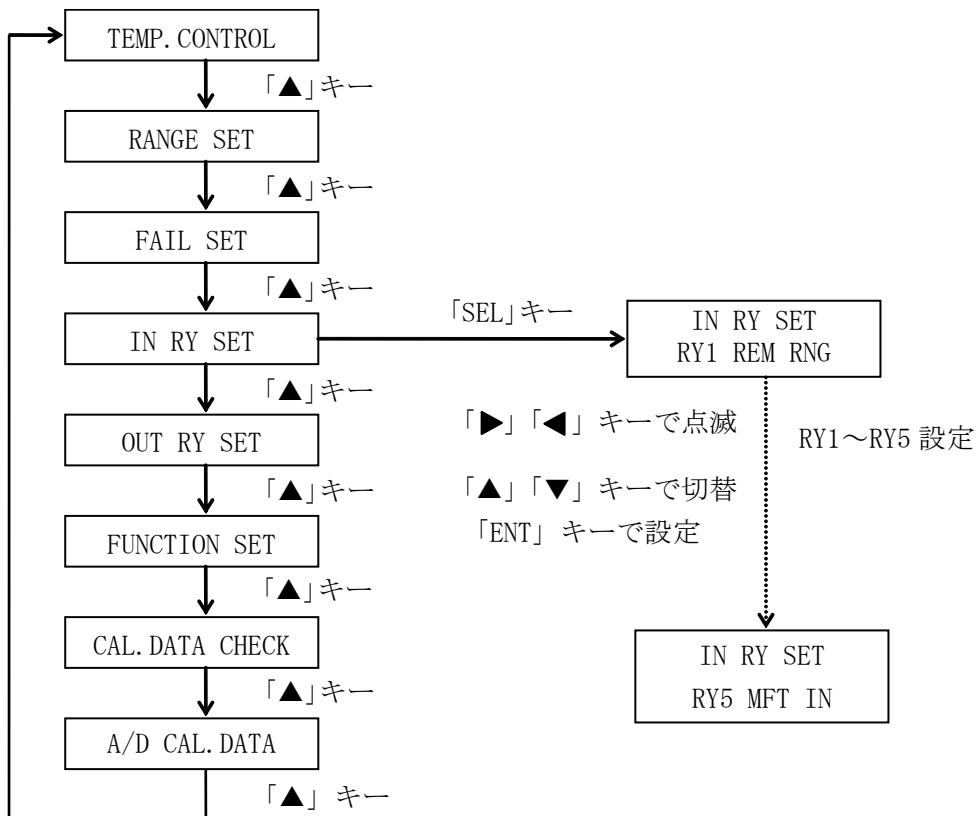 TEMP.CONTROL
「▲」キー
RANGE SET
「▲」キー
FAIL SET
「▲」キー
IN RY SET
「▲」キー
OUT RY SET
「▲」キー
FUNCTION SET
「▲」キー
CAL.DATA CHECK
「▲」キー
A/D CAL.DATA
「▲」 キー
「SEL」キー
IN RY SET
RY1 REM RNG
「▶」「◀」 キーで点滅
「▲」「▼」 キーで切替
「ENT」 キーで設定
RY1～RY5 設定
IN RY SET
RY5 MFT IN